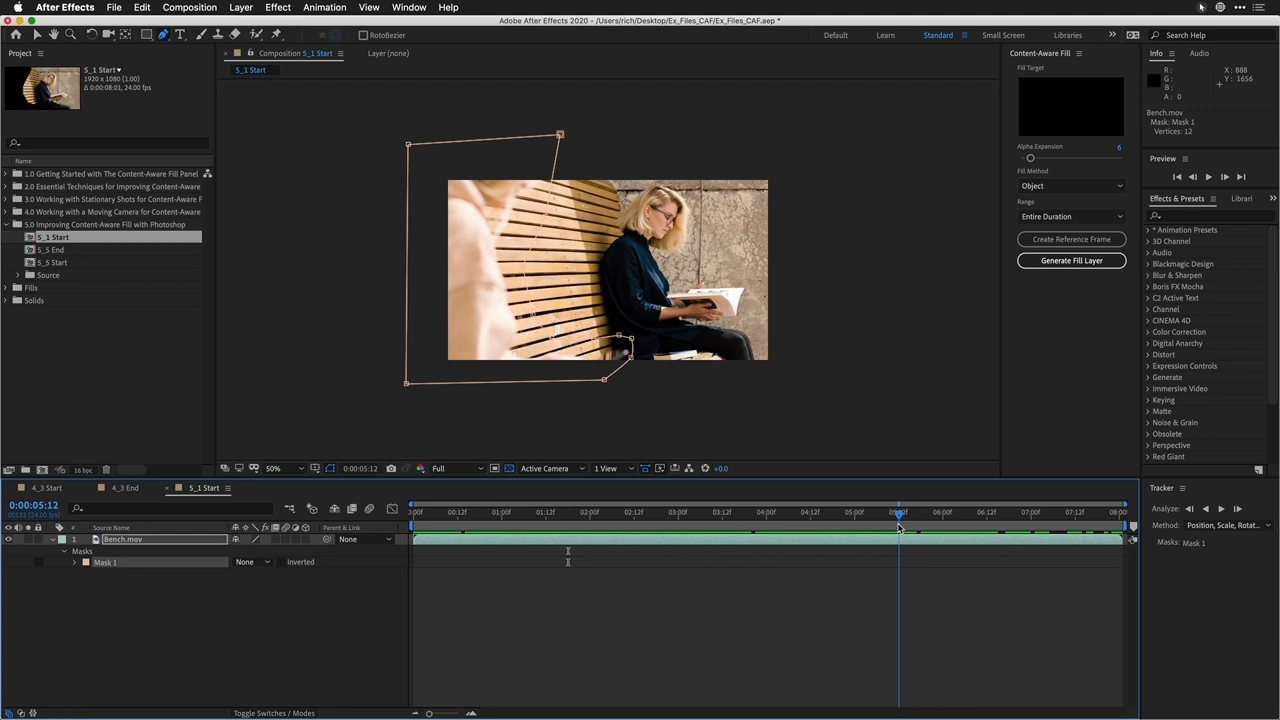 After Effects File Edit Composition Layer Effect Animation View Window Help
Adobe After Effects 2020 - /Users/rich/Desktop/Ex_Files_CAF/Ex_Files_CAF.aep *
RotoBezier
Default Learn Standard Small Screen Libraries Search Help
Project
5_1 Start
1920 x 1080 (1.00)
Δ 0:00:08:01, 24.00 fps
Name
1.0 Getting Started with The Content-Aware Fill Panel
2.0 Essential Techniques for Improving Content-Aware
3.0 Working with Stationary Shots for Content-Aware F
4.0 Working with a Moving Camera for Content-Aware
5.0 Improving Content-Aware Fill with Photoshop
5_1 Start
5_5 End
5_5 Start
Source
Fills
Solids
16 bpc
Composition 5_1 Start
Layer (none)
5_1 Start
50%
0:00:05:12
Full
Active Camera
1 View
+0.0
Content-Aware Fill
Fill Target
Alpha Expansion 6
Fill Method
Object
Range
Entire Duration
Create Reference Frame
Generate Fill Layer
Info Audio
R:
G:
B:
A: 0
X: 888
Y: 1656
Bench.mov
Mask: Mask 1
Vertices: 12
Preview
Effects & Presets
Librari
* Animation Presets
3D Channel
Audio
Blackmagic Design
Blur & Sharpen
Boris FX Mocha
C2 Active Text
Channel
CINEMA 4D
Color Correction
Digital Anarchy
Distort
Expression Controls
Generate
Immersive Video
Keying
Matte
Noise & Grain
Obsolete
Perspective
Red Giant
4_3 Start
4_3 End
5_1 Start
0:00:05:12
00132 (24.00 fps)
# Source Name Parent & Link
1 Bench.mov None
Masks
Mask 1 None Inverted
:00f 00:12f 01:00f 01:12f 02:00f 02:12f 03:00f 03:12f 04:00f 04:12f 05:00f 06:00f 06:12f 07:00f 07:12f 08:00f
Toggle Switches / Modes
Tracker
Analyze:
Method: Position, Scale, Rotat...
Masks: Mask 1